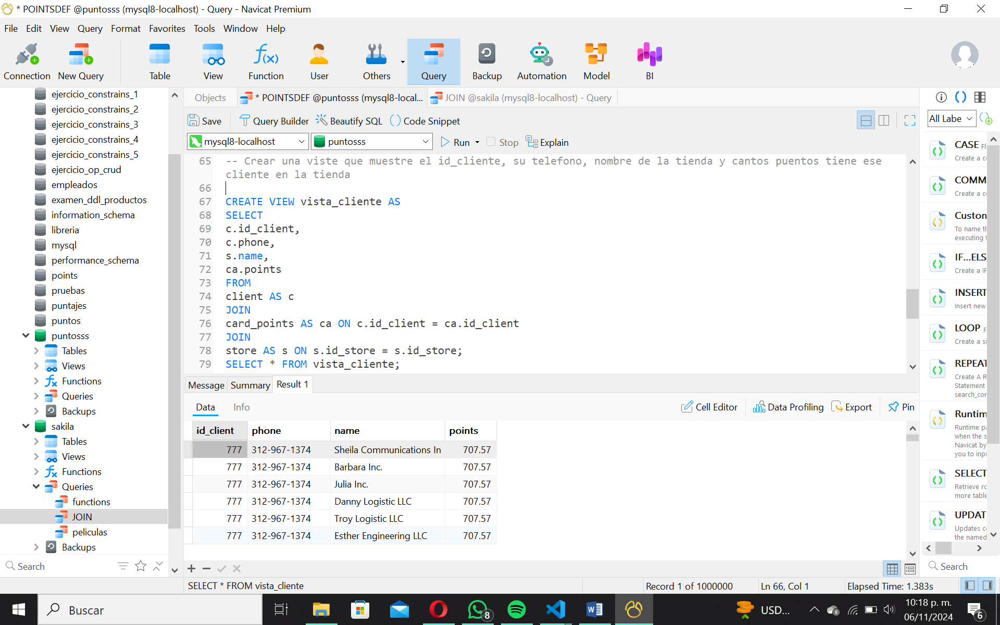 * POINTSDEF @puntosss (mysql8-localhost) - Query - Navicat Premium
File Edit View Query Format Favorites Tools Window Help
Connection New Query Table View Function User Others Query Backup Automation Model BI
ejercicio_constrains_1
ejercicio_constrains_2
ejercicio_constrains_3
ejercicio_constrains_4
ejercicio_constrains_5
ejercicio_op_crud
empleados
examen_ddl_productos
information_schema
libreria
mysql
performance_schema
points
pruebas
puntajes
puntos
puntosss
Tables
Views
Functions
Queries
Backups
sakila
Tables
Views
Functions
Queries
functions
JOIN
peliculas
Backups
Search
Objects * POINTSDEF @puntosss (mysql8-local... JOIN @sakila (mysql8-localhost) - Query
Save Query Builder Beautify SQL Code Snippet
mysql8-localhost puntosss Run Stop Explain
65 -- Crear una viste que muestre el id_cliente, su telefono, nombre de la tienda y cantos puentos tiene ese
cliente en la tienda
66
67 CREATE VIEW vista_cliente AS
68 SELECT
69 c.id_client,
70 c.phone,
71 s.name,
72 ca.points
73 FROM
74 client AS c
75 JOIN
76 card_points AS ca ON c.id_client = ca.id_client
77 JOIN
78 store AS s ON s.id_store = s.id_store;
79 SELECT * FROM vista_cliente;
Message Summary Result 1
Data Info Cell Editor Data Profiling Export Pin
id_client phone name points
777 312-967-1374 Sheila Communications In 707.57
777 312-967-1374 Barbara Inc. 707.57
777 312-967-1374 Julia Inc. 707.57
777 312-967-1374 Danny Logistic LLC 707.57
777 312-967-1374 Troy Logistic LLC 707.57
777 312-967-1374 Esther Engineering LLC 707.57
SELECT * FROM vista_cliente Record 1 of 1000000 Ln 66, Col 1 Elapsed Time: 1.383s
All Labe
CASE Fl
Create a c
COMM
Create a c
Custom
To name th
executing t
IF...ELS
Create a IF
INSERT
Insert new
LOOP F
Create a si
REPEAT
Create A R
Statement
search_con
Runtim
Runtime pa
when the s
Navicat by
you to inpu
SELECT
Retrieve ro
more table
UPDAT
Updates co
the named
Search
Buscar 8 USD... 10:18 p. m.
06/11/2024 6